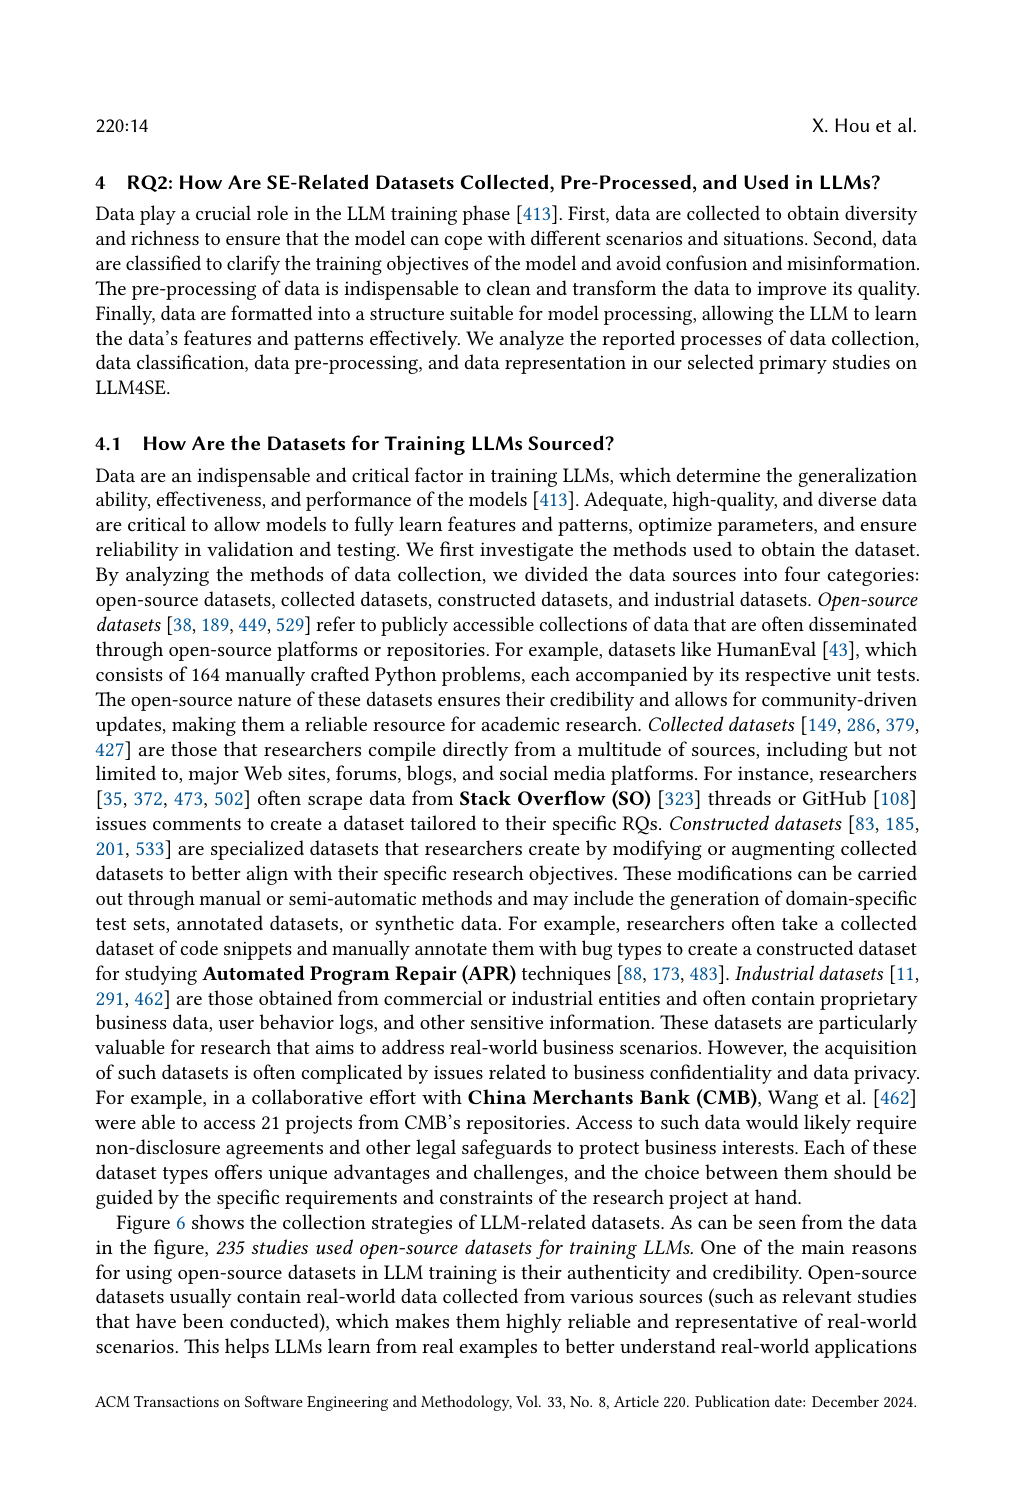 220:14 X. Hou et al.
4 RQ2: How Are SE-Related Datasets Collected, Pre-Processed, and Used in LLMs?
Data play a crucial role in the LLM training phase [413]. First, data are collected to obtain diversity
and richness to ensure that the model can cope with different scenarios and situations. Second, data
are classified to clarify the training objectives of the model and avoid confusion and misinformation.
The pre-processing of data is indispensable to clean and transform the data to improve its quality.
Finally, data are formatted into a structure suitable for model processing, allowing the LLM to learn
the data's features and patterns effectively. We analyze the reported processes of data collection,
data classification, data pre-processing, and data representation in our selected primary studies on
LLM4SE.
4.1 How Are the Datasets for Training LLMs Sourced?
Data are an indispensable and critical factor in training LLMs, which determine the generalization
ability, effectiveness, and performance of the models [413]. Adequate, high-quality, and diverse data
are critical to allow models to fully learn features and patterns, optimize parameters, and ensure
reliability in validation and testing. We first investigate the methods used to obtain the dataset.
By analyzing the methods of data collection, we divided the data sources into four categories:
open-source datasets, collected datasets, constructed datasets, and industrial datasets. Open-source
datasets [38, 189, 449, 529] refer to publicly accessible collections of data that are often disseminated
through open-source platforms or repositories. For example, datasets like HumanEval [43], which
consists of 164 manually crafted Python problems, each accompanied by its respective unit tests.
The open-source nature of these datasets ensures their credibility and allows for community-driven
updates, making them a reliable resource for academic research. Collected datasets [149, 286, 379,
427] are those that researchers compile directly from a multitude of sources, including but not
limited to, major Web sites, forums, blogs, and social media platforms. For instance, researchers
[35, 372, 473, 502] often scrape data from Stack Overflow (SO) [323] threads or GitHub [108]
issues comments to create a dataset tailored to their specific RQs. Constructed datasets [83, 185,
201, 533] are specialized datasets that researchers create by modifying or augmenting collected
datasets to better align with their specific research objectives. These modifications can be carried
out through manual or semi-automatic methods and may include the generation of domain-specific
test sets, annotated datasets, or synthetic data. For example, researchers often take a collected
dataset of code snippets and manually annotate them with bug types to create a constructed dataset
for studying Automated Program Repair (APR) techniques [88, 173, 483]. Industrial datasets [11,
291, 462] are those obtained from commercial or industrial entities and often contain proprietary
business data, user behavior logs, and other sensitive information. These datasets are particularly
valuable for research that aims to address real-world business scenarios. However, the acquisition
of such datasets is often complicated by issues related to business confidentiality and data privacy.
For example, in a collaborative effort with China Merchants Bank (CMB), Wang et al. [462]
were able to access 21 projects from CMB's repositories. Access to such data would likely require
non-disclosure agreements and other legal safeguards to protect business interests. Each of these
dataset types offers unique advantages and challenges, and the choice between them should be
guided by the specific requirements and constraints of the research project at hand.
Figure 6 shows the collection strategies of LLM-related datasets. As can be seen from the data
in the figure, 235 studies used open-source datasets for training LLMs. One of the main reasons
for using open-source datasets in LLM training is their authenticity and credibility. Open-source
datasets usually contain real-world data collected from various sources (such as relevant studies
that have been conducted), which makes them highly reliable and representative of real-world
scenarios. This helps LLMs learn from real examples to better understand real-world applications
ACM Transactions on Software Engineering and Methodology, Vol. 33, No. 8, Article 220. Publication date: December 2024.